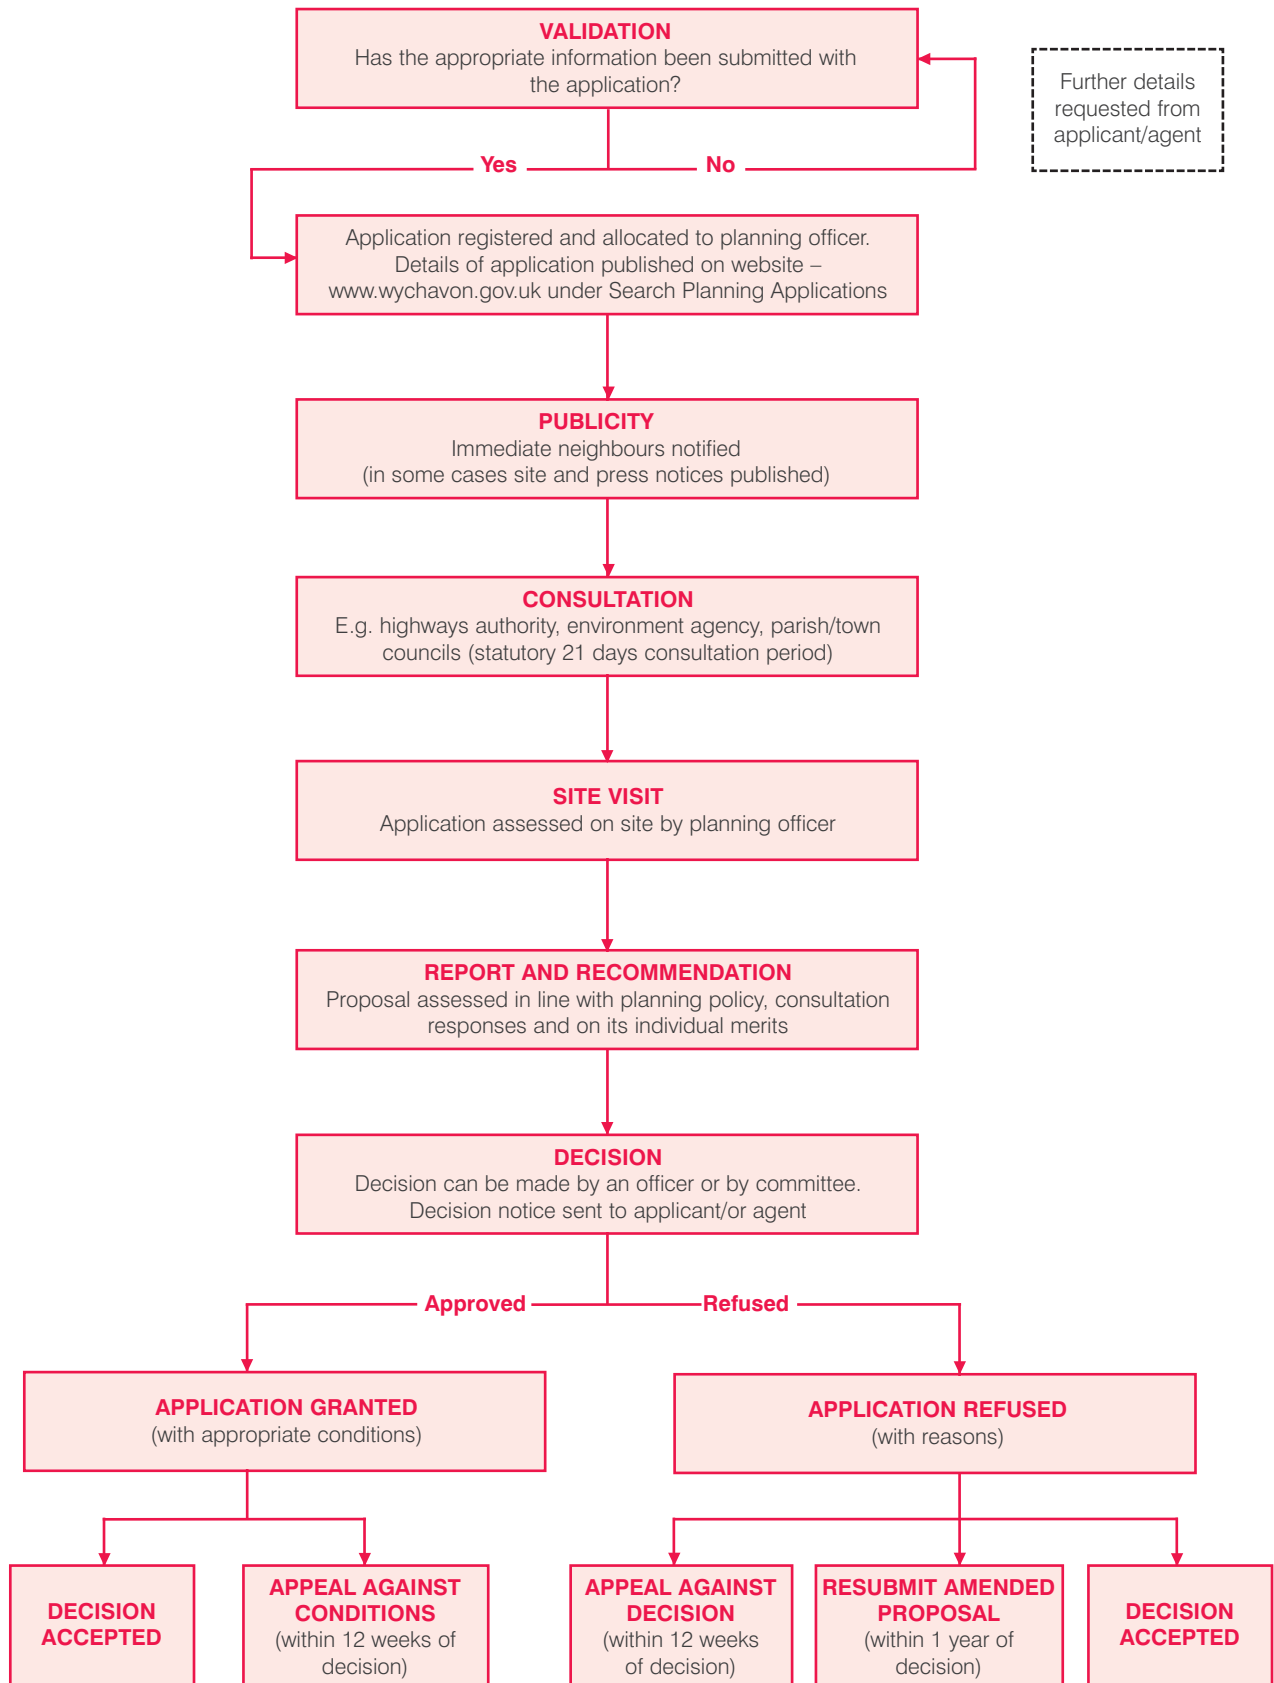 VALIDATION
Has the appropriate information been submitted with
the application?
Further details
requested from
applicant/agent
Yes
No
Application registered and allocated to planning officer.
Details of application published on website –
www.wychavon.gov.uk under Search Planning Applications
PUBLICITY
Immediate neighbours notified
(in some cases site and press notices published)
CONSULTATION
E.g. highways authority, environment agency, parish/town
councils (statutory 21 days consultation period)
SITE VISIT
Application assessed on site by planning officer
REPORT AND RECOMMENDATION
Proposal assessed in line with planning policy, consultation
responses and on its individual merits
DECISION
Decision can be made by an officer or by committee.
Decision notice sent to applicant/or agent
Approved
Refused
APPLICATION GRANTED
(with appropriate conditions)
APPLICATION REFUSED
(with reasons)
DECISION
ACCEPTED
APPEAL AGAINST
CONDITIONS
(within 12 weeks of
decision)
APPEAL AGAINST
DECISION
(within 12 weeks
of decision)
RESUBMIT AMENDED
PROPOSAL
(within 1 year of
decision)
DECISION
ACCEPTED